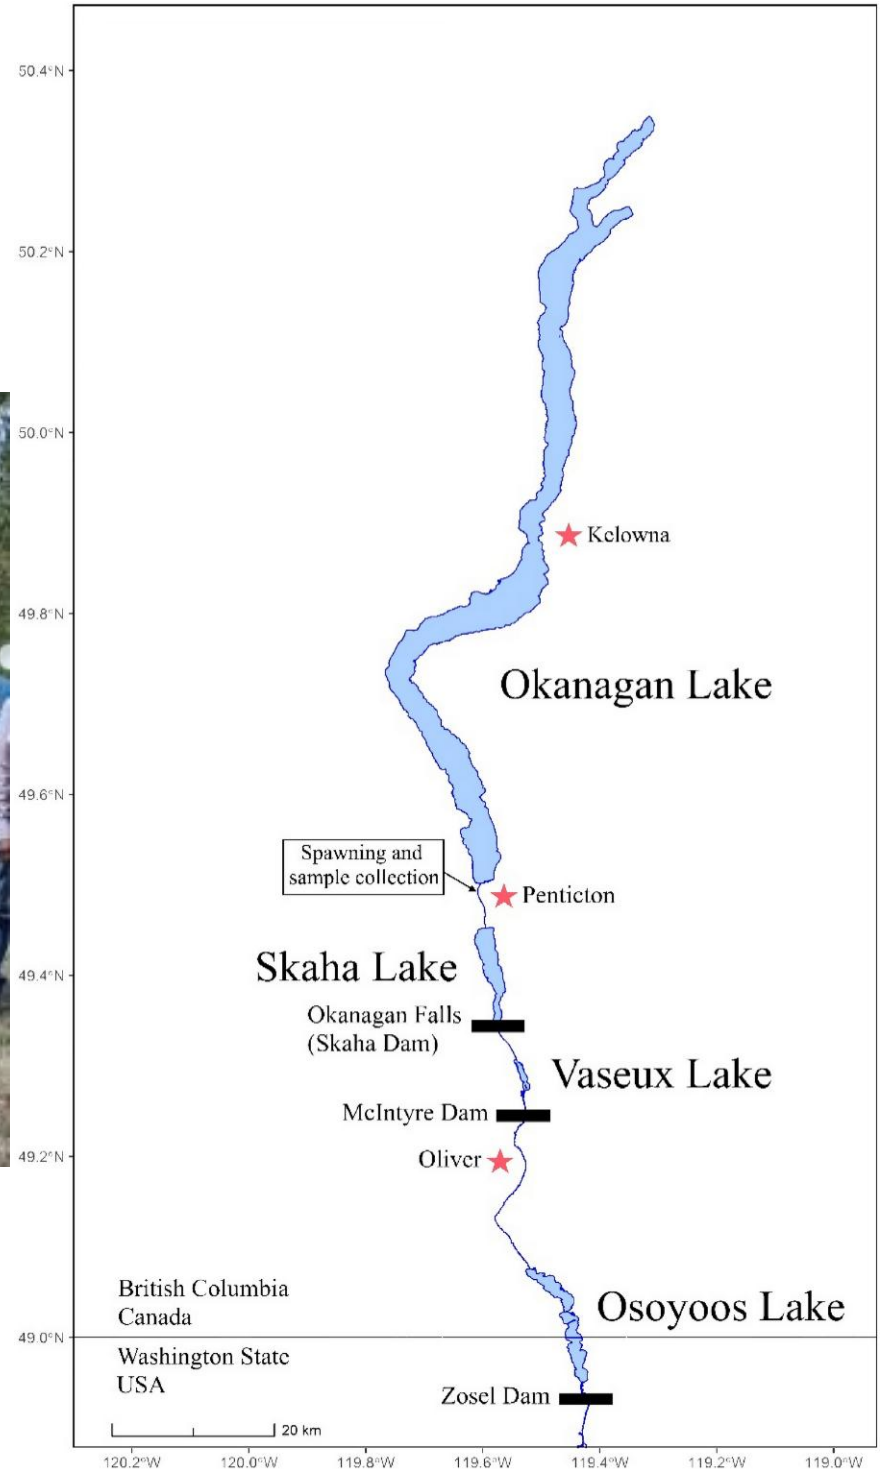 50.4°N
50.2°N
50.0°N
Kelowna
49.8°N
Okanagan Lake
49.6°N
Spawning and
sample collection
Penticton
Skaha Lake
49.4°N
Okanagan Falls
(Skaha Dam)
Vaseux Lake
McIntyre Dam
49.2°N
Oliver
British Columbia
Canada
Osoyoos Lake
49.0°N
Washington State
USA
Zosel Dam
20 km
120.2°W 120.0°W 119.8°W 119.6°W 119.4°W 119.2°W 119.0°W